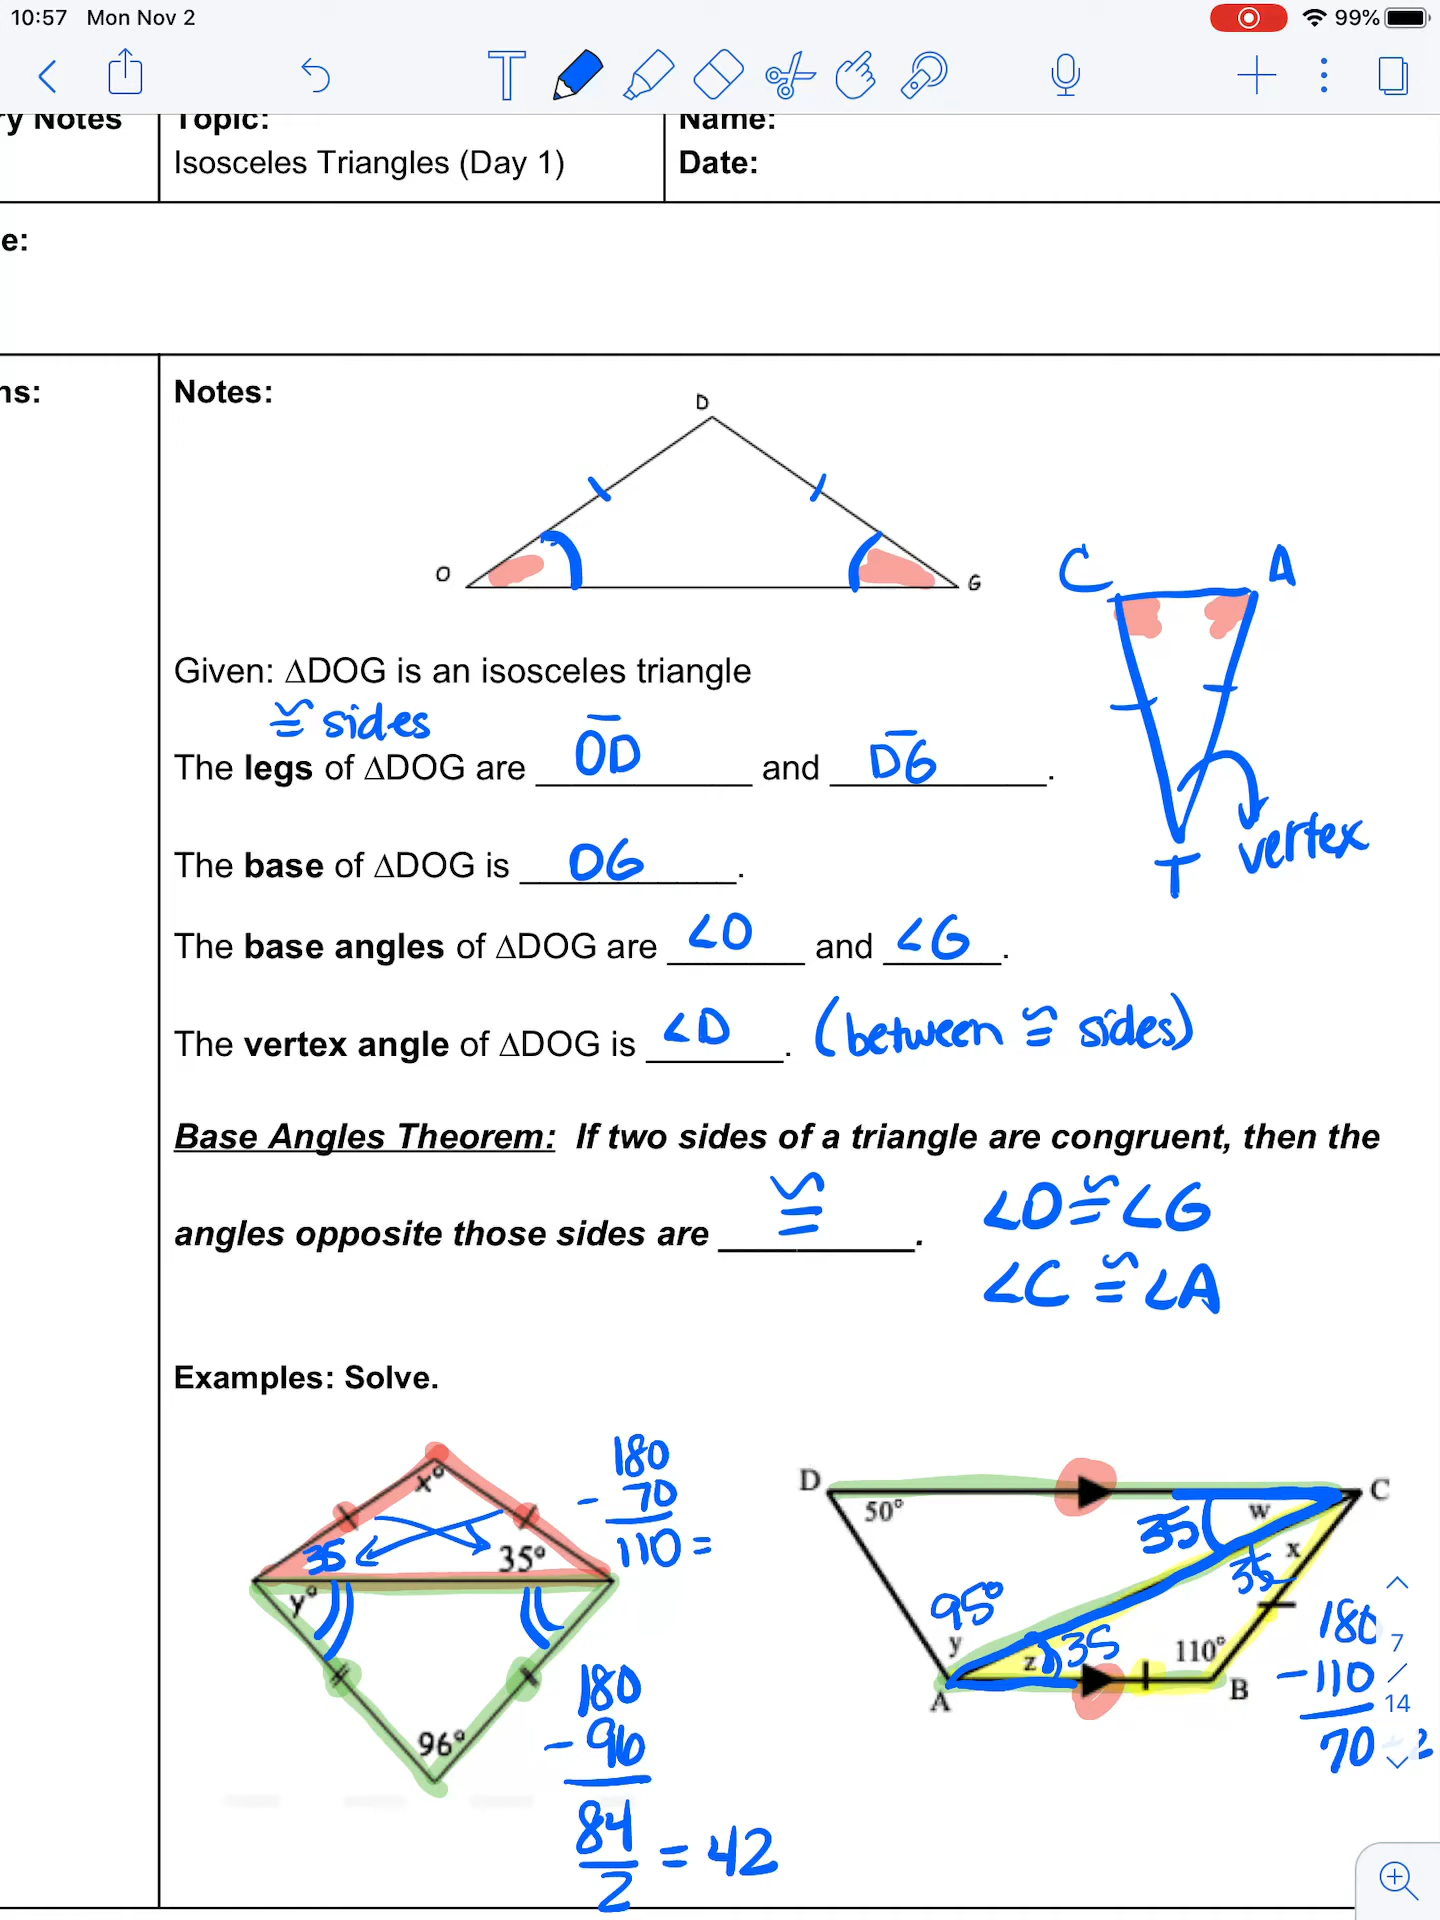 10:57 Mon Nov 2 99%
T
ry Notes Topic: Name:
Isosceles Triangles (Day 1) Date:
e:
ns: Notes:
D
O G
C A
T vertex
Given: ΔDOG is an isosceles triangle
≅ sides
The legs of ΔDOG are OD and DG.
The base of ΔDOG is OG.
The base angles of ΔDOG are ∠O and ∠G.
The vertex angle of ΔDOG is ∠D. (between ≅ sides)
Base Angles Theorem: If two sides of a triangle are congruent, then the
angles opposite those sides are ≅.
∠O ≅ ∠G
∠C ≅ ∠A
Examples: Solve.
x°
35 35°
y°
96°
180
- 70
110 =
180
- 96
84
2
= 42
D C
50° 35 w
35 x
95°
y z 35 110°
A B
180
- 110
70
7
/
14